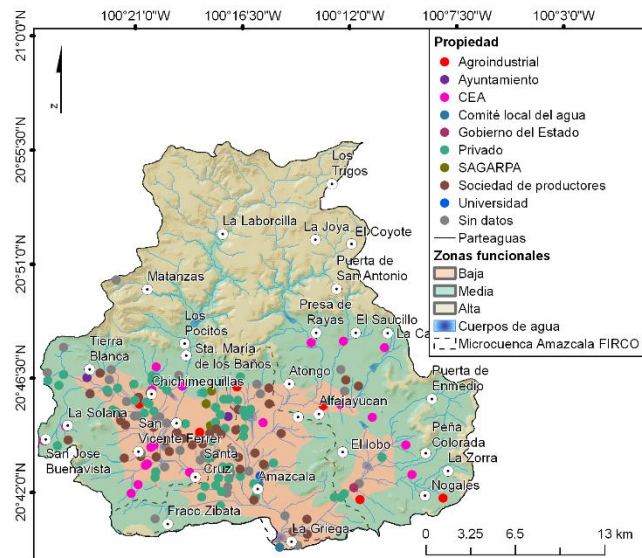 100°21'0"W 100°16'30"W 100°12'0"W 100°7'30"W 100°3'0"W
21°0'0"N
20°55'30"N
20°51'0"N
20°46'30"N
20°42'0"N
N
Propiedad
Agroindustrial
Ayuntamiento
CEA
Comité local del agua
Gobierno del Estado
Privado
SAGARPA
Sociedad de productores
Universidad
Sin datos
Parteaguas
Zonas funcionales
Baja
Media
Alta
Cuerpos de agua
Microcuenca Amazcala FIRCO
Los
Trigos
La Laborcilla
La Joya
El Coyote
Matanzas
Puerta de
San Antonio
Presa de
Rayas
El Saucillo
La Ca
Los
Pocitos
Tierra
Blanca
Sta. María
de los Baños
Atongo
Chichimequillas
Alfajayucan
Puerta de
Enmedio
La Solana
San
Vicente Ferrer
Peña
Colorada
San Jose
Buenavista
Santa
Cruz
El lobo
La Zorra
Amazcala
Nogales
Fracc.Zibata
La Griega
0 3.25 6.5 13 km